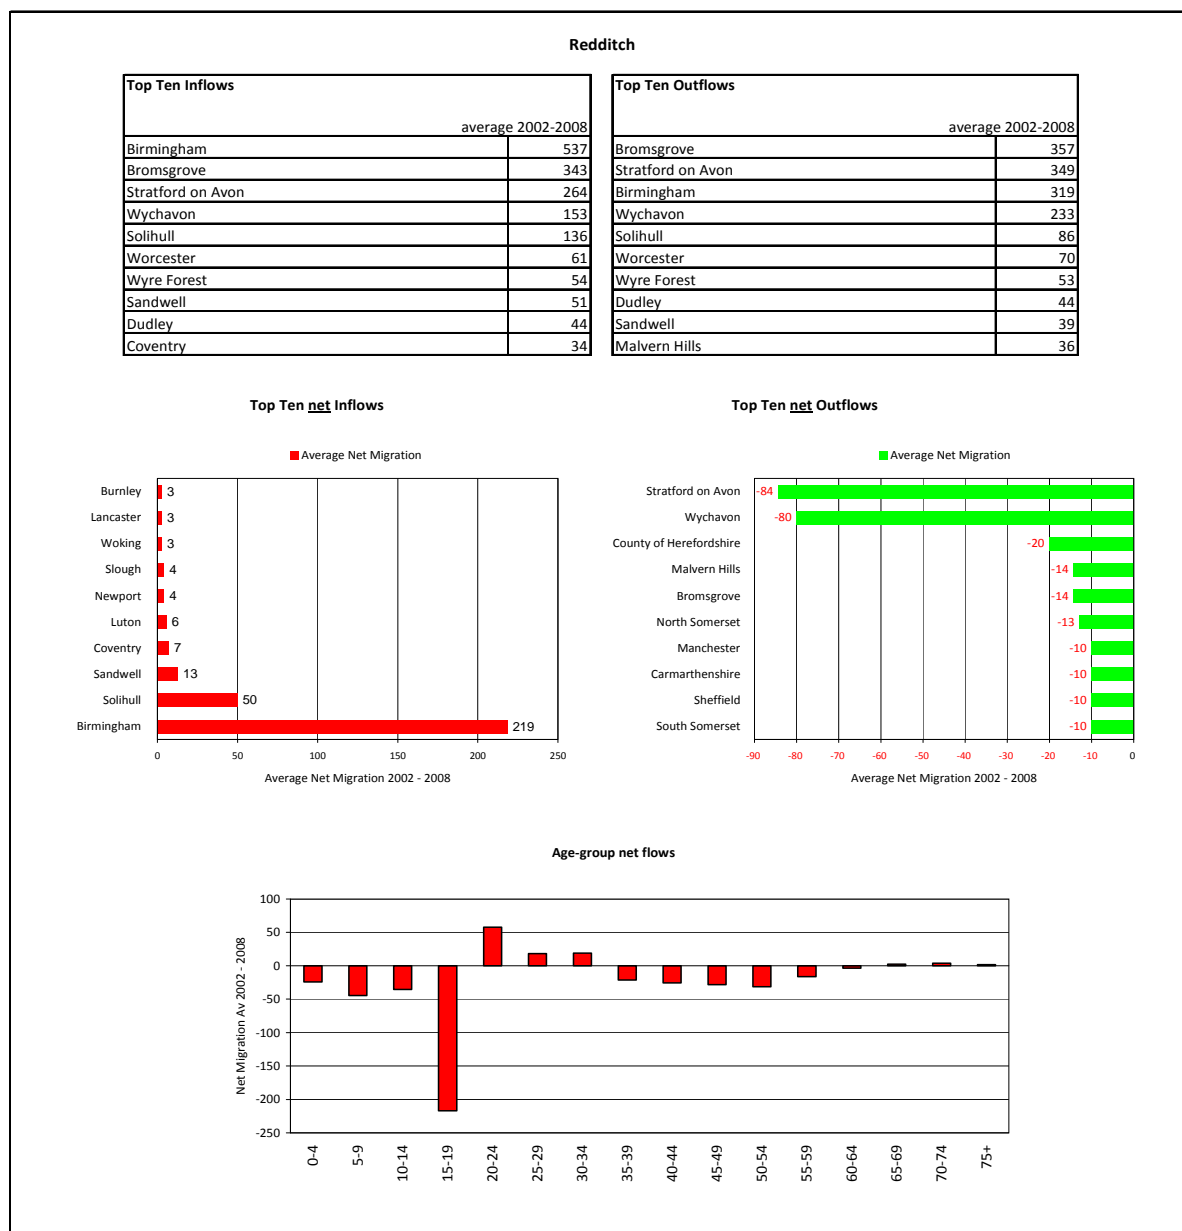 Redditch
Top Ten Inflows
average 2002-2008
Birmingham 537
Bromsgrove 343
Stratford on Avon 264
Wychavon 153
Solihull 136
Worcester 61
Wyre Forest 54
Sandwell 51
Dudley 44
Coventry 34
Top Ten Outflows
average 2002-2008
Bromsgrove 357
Stratford on Avon 349
Birmingham 319
Wychavon 233
Solihull 86
Worcester 70
Wyre Forest 53
Dudley 44
Sandwell 39
Malvern Hills 36
Top Ten net Inflows
Average Net Migration
Burnley 3
Lancaster 3
Woking 3
Slough 4
Newport 4
Luton 6
Coventry 7
Sandwell 13
Solihull 50
Birmingham 219
0 50 100 150 200 250
Average Net Migration 2002 - 2008
Top Ten net Outflows
Average Net Migration
Stratford on Avon -84
Wychavon -80
County of Herefordshire -20
Malvern Hills -14
Bromsgrove -14
North Somerset -13
Manchester -10
Carmarthenshire -10
Sheffield -10
South Somerset -10
-90 -80 -70 -60 -50 -40 -30 -20 -10 0
Average Net Migration 2002 - 2008
Age-group net flows
Net Migration Av 2002 - 2008
100
50
0
-50
-100
-150
-200
-250
0-4 5-9 10-14 15-19 20-24 25-29 30-34 35-39 40-44 45-49 50-54 55-59 60-64 65-69 70-74 75+